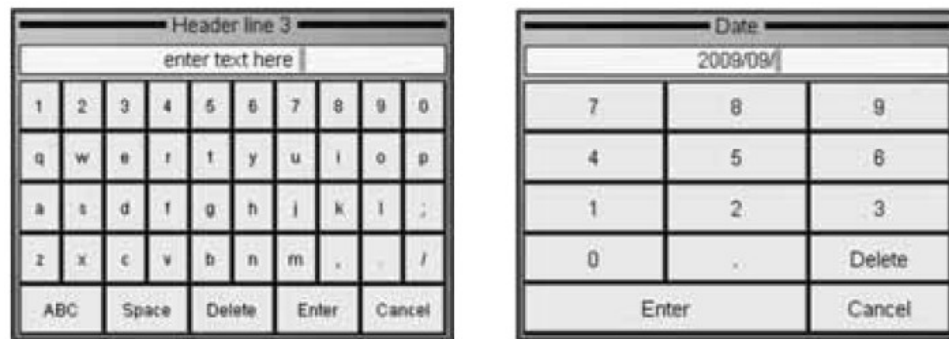 Header line 3
enter text here
1 2 3 4 5 6 7 8 9 0
q w e r t y u i o p
a s d f g h j k l ;
z x c v b n m , . /
ABC Space Delete Enter Cancel
Date
2009/09/
7 8 9
4 5 6
1 2 3
0 . Delete
Enter Cancel